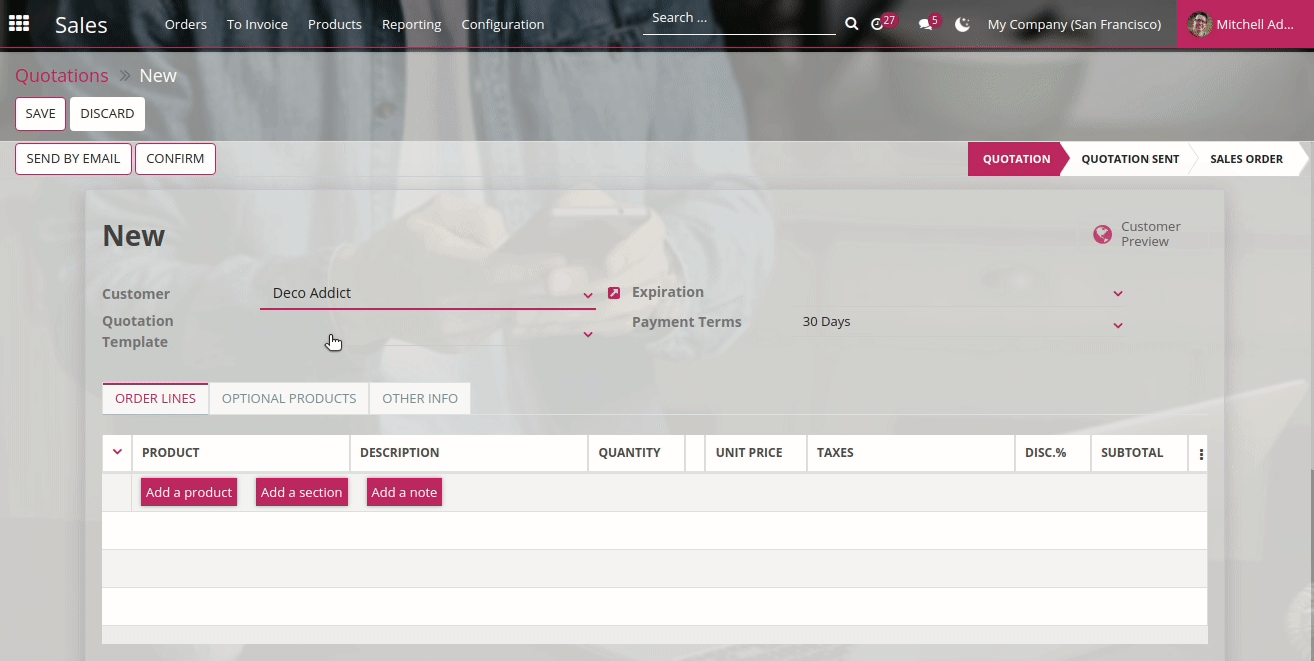 Sales Orders To Invoice Products Reporting Configuration Search ... 27 5 My Company (San Francisco) Mitchell Ad...
Quotations » New
SAVE DISCARD
SEND BY EMAIL CONFIRM QUOTATION QUOTATION SENT SALES ORDER
New
Customer
Preview
Customer Deco Addict Expiration
Quotation
Template
Payment Terms 30 Days
ORDER LINES OPTIONAL PRODUCTS OTHER INFO
PRODUCT DESCRIPTION QUANTITY UNIT PRICE TAXES DISC.% SUBTOTAL
Add a product Add a section Add a note